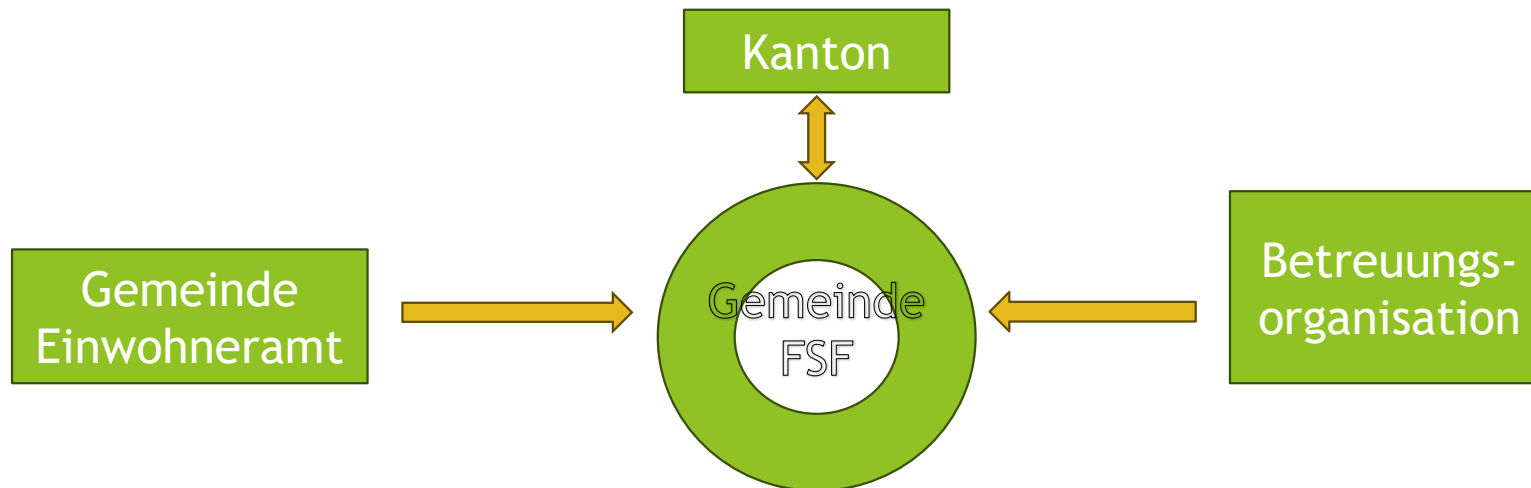 Kanton
Gemeinde
Einwohneramt
Gemeinde
FSF
Betreuungs-
organisation